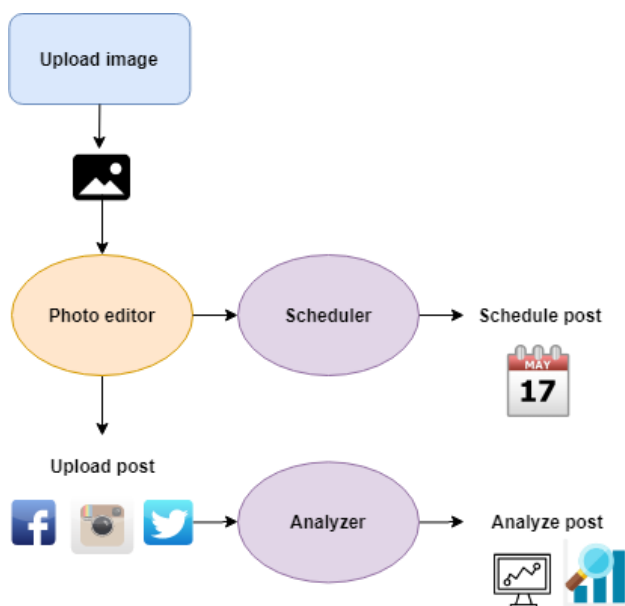 Upload image
Photo editor
Scheduler
Schedule post
MAY
17
Upload post
f
Analyzer
Analyze post